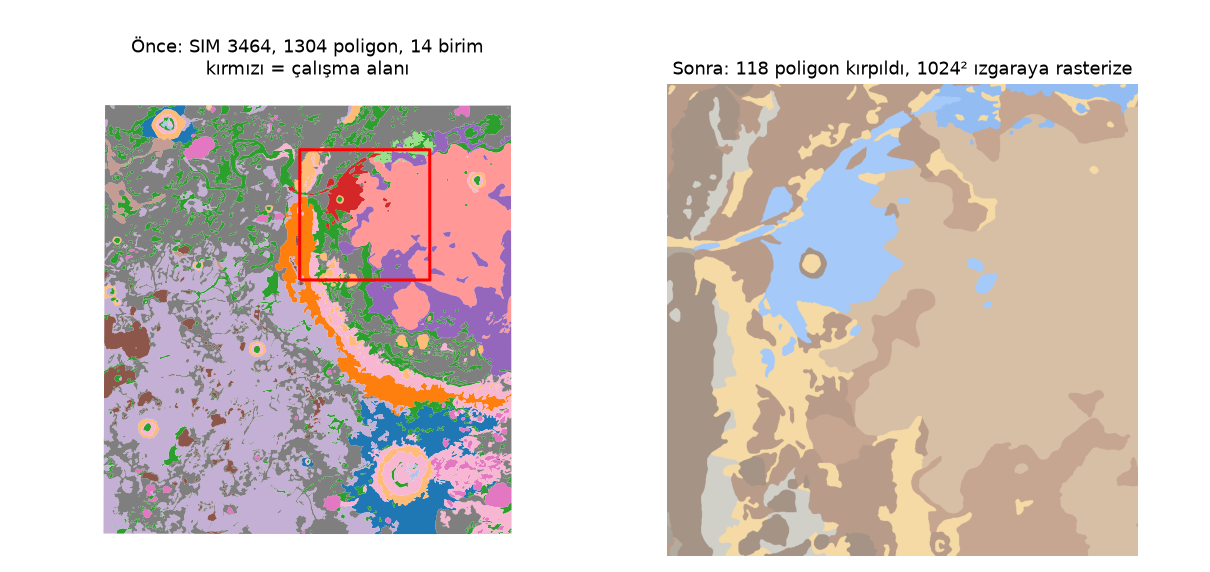 Önce: SIM 3464, 1304 poligon, 14 birim
kırmızı = çalışma alanı
Sonra: 118 poligon kırpıldı, 1024² ızgaraya rasterize